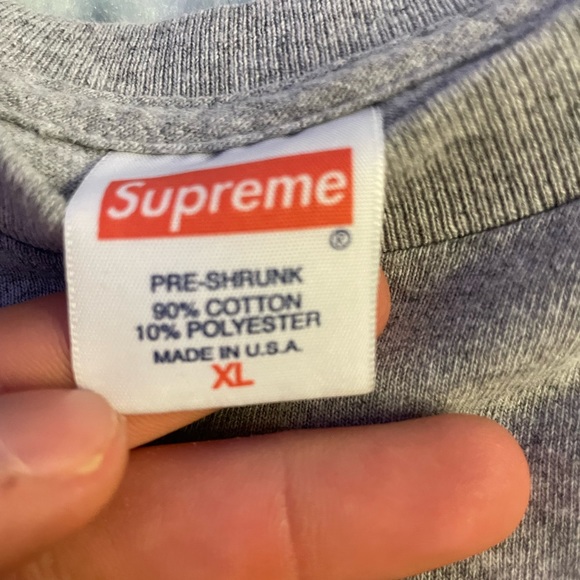 Supreme
®
PRE-SHRUNK
90% COTTON
10% POLYESTER
MADE IN U.S.A.
XL